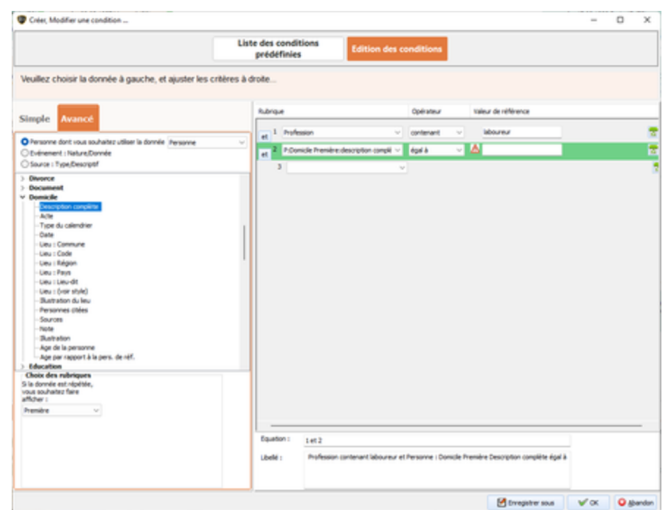 Créer, Modifier une condition ...
Liste des conditions
prédéfinies
Edition des conditions
Veuillez choisir la donnée à gauche, et ajuster les critères à droite...
Simple
Avancé
Personne dont vous souhaitez utiliser la donnée
Personne
Evénement : Nature/Donnée
Source : Type/Descriptif
Divorce
Document
Domicile
Description complète
Acte
Type du calendrier
Date
Lieu : Commune
Lieu : Code
Lieu : Région
Lieu : Pays
Lieu : Lieu-dit
Lieu : (voir style)
Illustration du lieu
Personnes citées
Sources
Note
Illustration
Age de la personne
Age par rapport à la pers. de réf.
Education
Choix des rubriques
Si la donnée est répétée,
vous souhaitez faire
afficher :
Première
Rubrique
Opérateur
Valeur de référence
et
1
Profession
contenant
laboureur
et
2
P:Domicile Première:description complè
égal à
3
Equation :
1 et 2
Libellé :
Profession contenant laboureur et Personne : Domicile Première Description complète égal à
Enregistrer sous
OK
Abandon